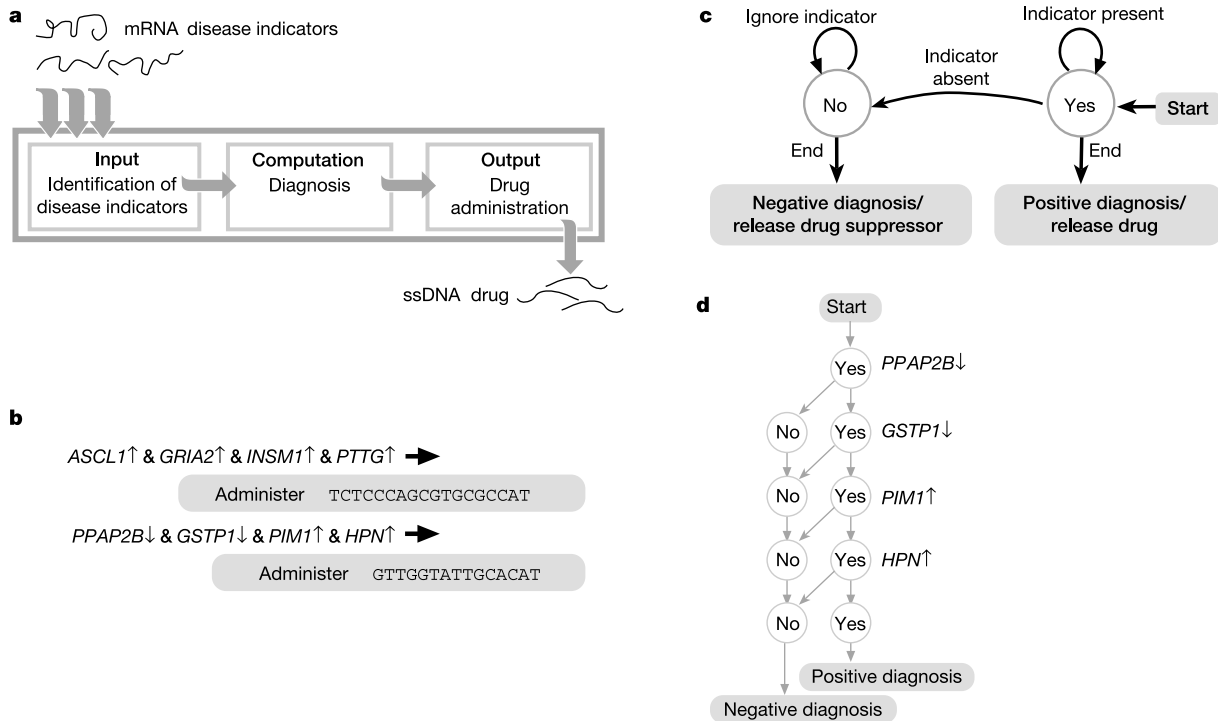 a
mRNA disease indicators
Input
Identification of
disease indicators
Computation
Diagnosis
Output
Drug
administration
ssDNA drug
b
ASCL1↑ & GRIA2↑ & INSM1↑ & PTTG↑
Administer TCTCCCAGCGTGCGCCAT
PPAP2B↓ & GSTP1↓ & PIM1↑ & HPN↑
Administer GTTGGTATTGCACAT
c
Ignore indicator
Indicator present
Indicator
absent
No
Yes
Start
End
End
Negative diagnosis/
release drug suppressor
Positive diagnosis/
release drug
d
Start
Yes PPAP2B↓
No Yes GSTP1↓
No Yes PIM1↑
No Yes HPN↑
No Yes
Positive diagnosis
Negative diagnosis